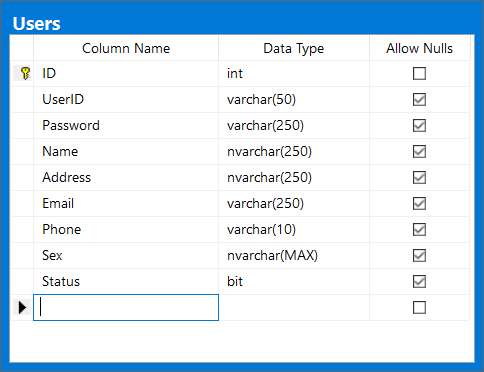 Users
Column Name Data Type Allow Nulls
ID int
UserID varchar(50)
Password varchar(250)
Name nvarchar(250)
Address nvarchar(250)
Email varchar(250)
Phone varchar(10)
Sex nvarchar(MAX)
Status bit